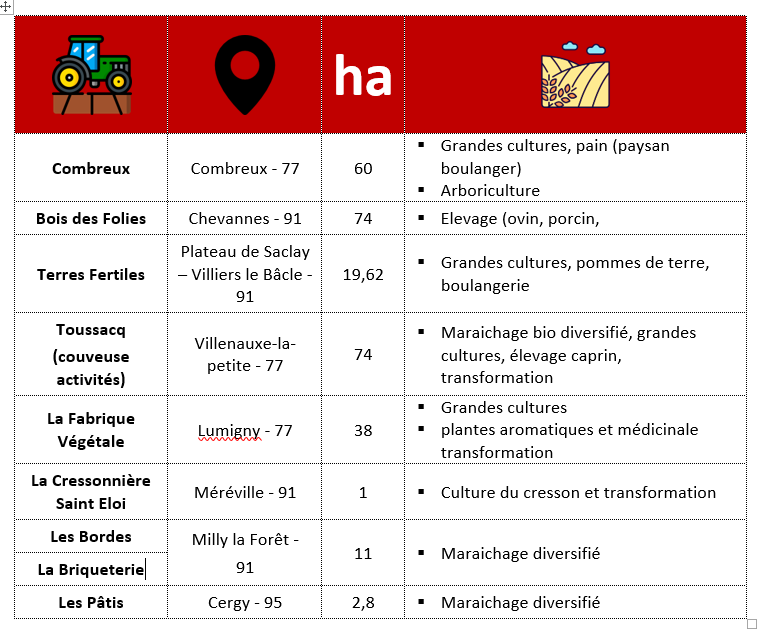 ha
Combreux
Combreux - 77
60
▪ Grandes cultures, pain (paysan
boulanger)
▪ Arboriculture
Bois des Folies
Chevannes - 91
74
▪ Elevage (ovin, porcin,
Terres Fertiles
Plateau de Saclay
– Villiers le Bâcle -
91
19,62
▪ Grandes cultures, pommes de terre,
boulangerie
Toussacq
(couveuse
activités)
Villenauxe-la-
petite - 77
74
▪ Maraichage bio diversifié, grandes
cultures, élevage caprin,
transformation
La Fabrique
Végétale
Lumigny - 77
38
▪ Grandes cultures
▪ plantes aromatiques et médicinale
transformation
La Cressonnière
Saint Eloi
Méréville - 91
1
▪ Culture du cresson et transformation
Les Bordes
La Briqueterie
Milly la Forêt -
91
11
▪ Maraichage diversifié
Les Pâtis
Cergy - 95
2,8
▪ Maraichage diversifié